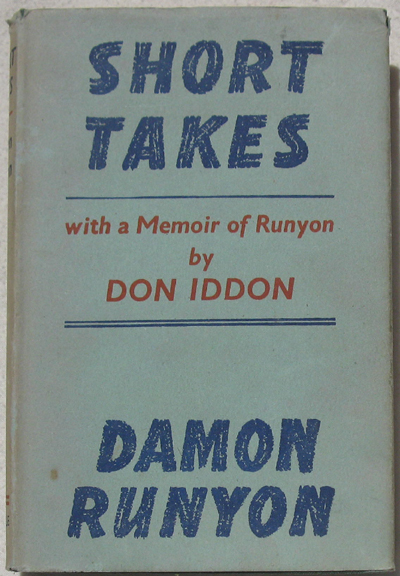 SHORT
TAKES
with a Memoir of Runyon
by
DON IDDON
DAMON
RUNYON